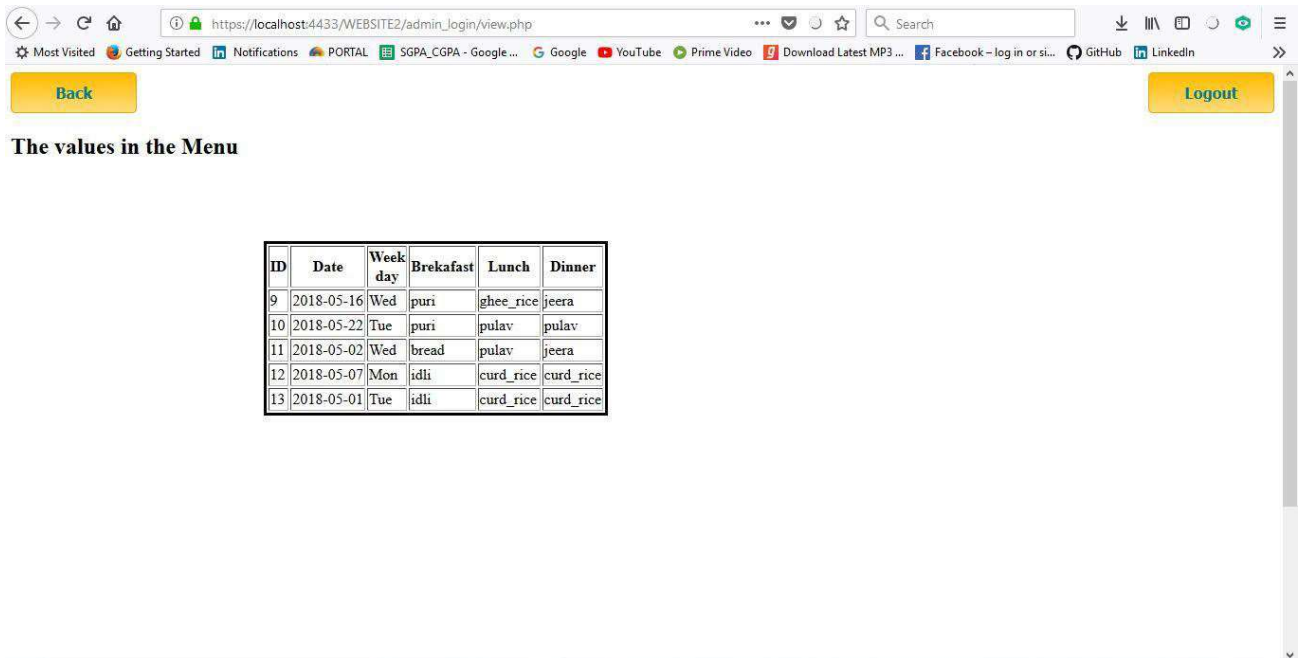 https://localhost:4433/WEBSITE2/admin_login/view.php ... Search
Most Visited Getting Started Notifications PORTAL SGPA_CGPA - Google ... Google YouTube Prime Video Download Latest MP3 ... Facebook – log in or si... GitHub LinkedIn
Back Logout
The values in the Menu
ID Date Week day Brekafast Lunch Dinner
9 2018-05-16 Wed puri ghee_rice jeera
10 2018-05-22 Tue puri pulav pulav
11 2018-05-02 Wed bread pulav jeera
12 2018-05-07 Mon idli curd_rice curd_rice
13 2018-05-01 Tue idli curd_rice curd_rice